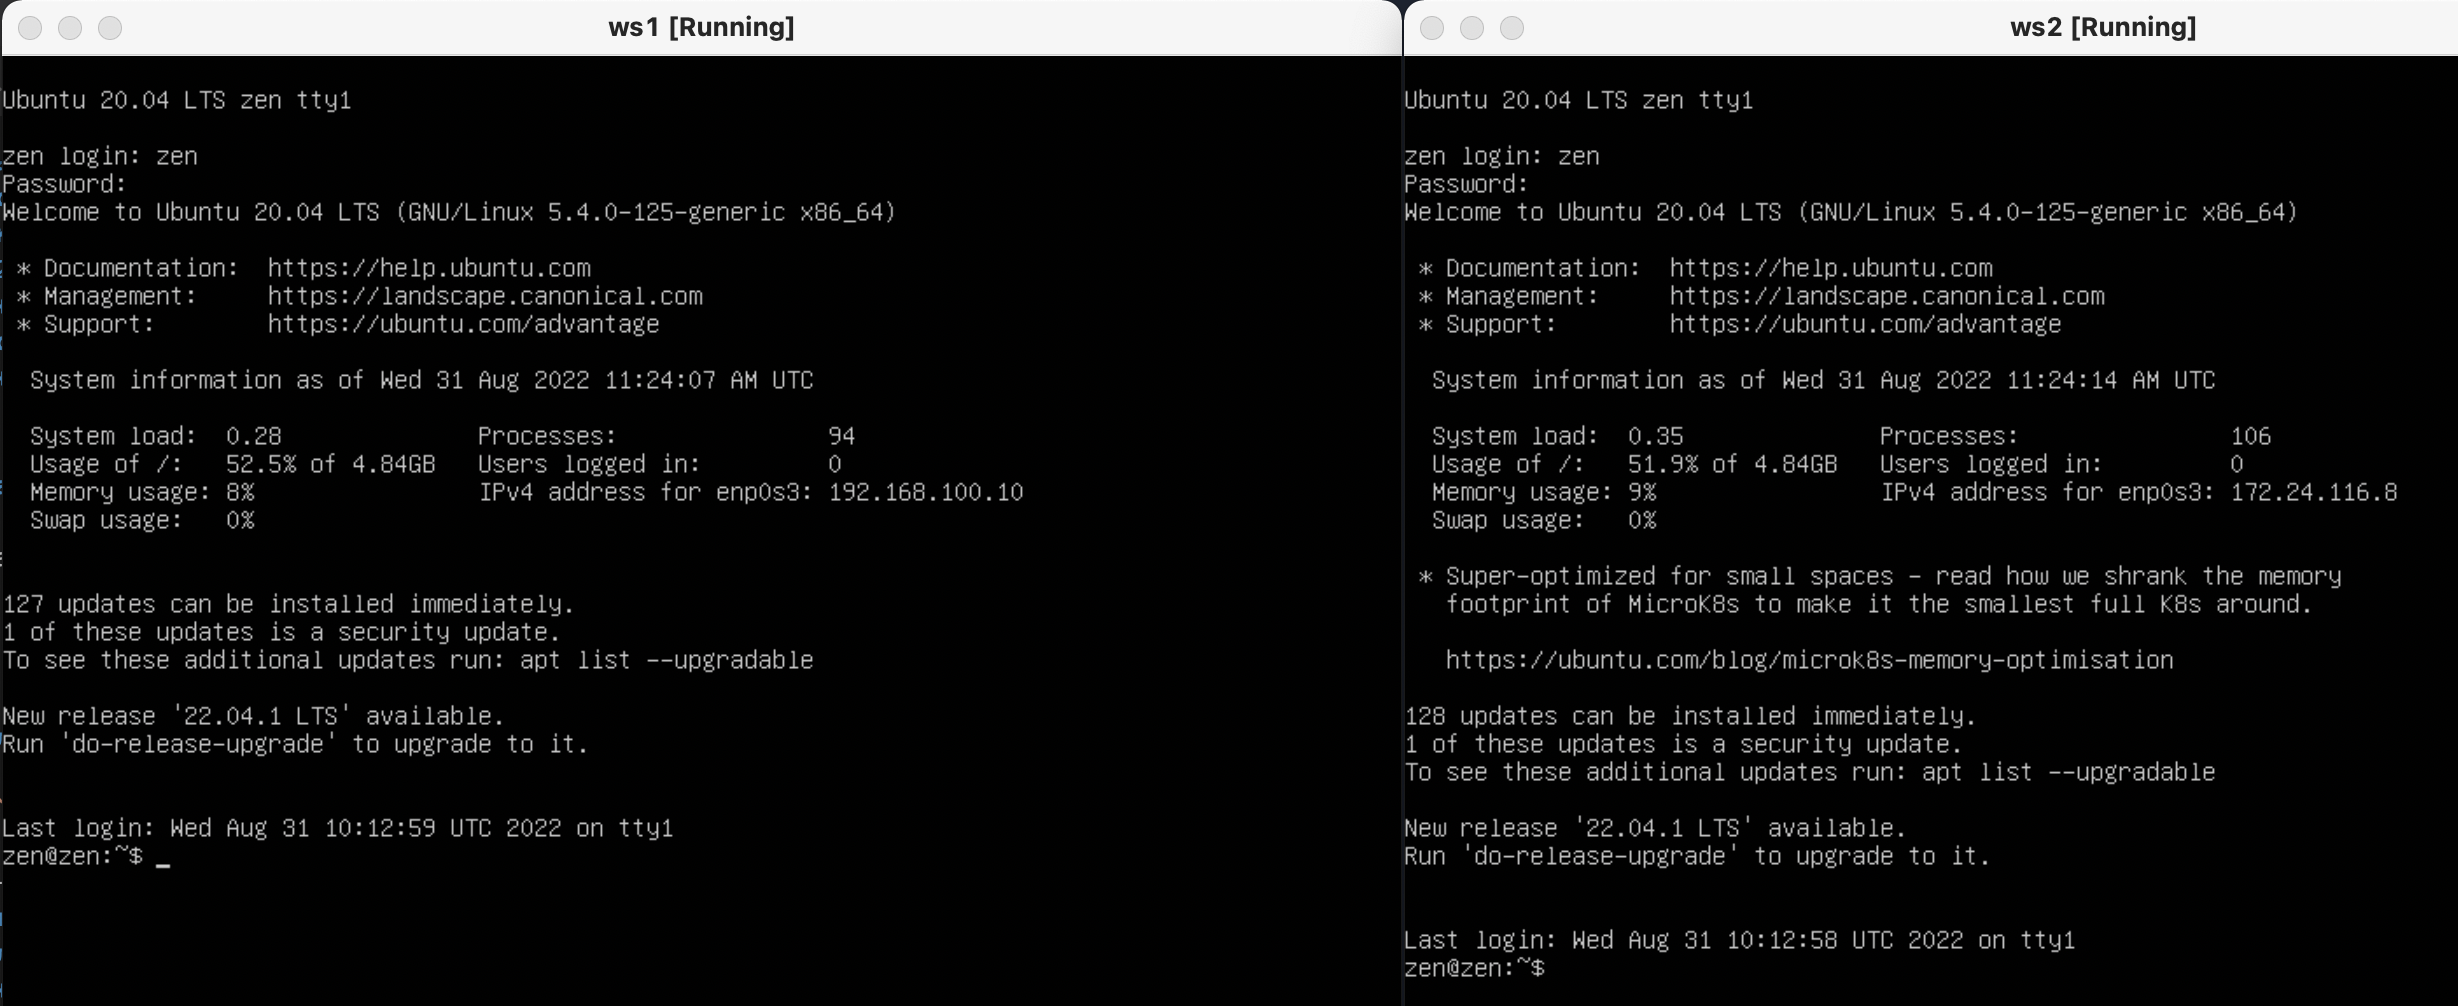 ws1 [Running]
Ubuntu 20.04 LTS zen tty1
zen login: zen
Password:
Welcome to Ubuntu 20.04 LTS (GNU/Linux 5.4.0-125-generic x86_64)
* Documentation:  https://help.ubuntu.com
* Management:     https://landscape.canonical.com
* Support:        https://ubuntu.com/advantage
System information as of Wed 31 Aug 2022 11:24:07 AM UTC
System load:  0.28              Processes:               94
Usage of /:   52.5% of 4.84GB   Users logged in:         0
Memory usage: 8%                IPv4 address for enp0s3: 192.168.100.10
Swap usage:   0%
127 updates can be installed immediately.
1 of these updates is a security update.
To see these additional updates run: apt list --upgradable
New release '22.04.1 LTS' available.
Run 'do-release-upgrade' to upgrade to it.
Last login: Wed Aug 31 10:12:59 UTC 2022 on tty1
zen@zen:~$ _
ws2 [Running]
Ubuntu 20.04 LTS zen tty1
zen login: zen
Password:
Welcome to Ubuntu 20.04 LTS (GNU/Linux 5.4.0-125-generic x86_64)
* Documentation:  https://help.ubuntu.com
* Management:     https://landscape.canonical.com
* Support:        https://ubuntu.com/advantage
System information as of Wed 31 Aug 2022 11:24:14 AM UTC
System load:  0.35              Processes:               106
Usage of /:   51.9% of 4.84GB   Users logged in:         0
Memory usage: 9%                IPv4 address for enp0s3: 172.24.116.8
Swap usage:   0%
* Super-optimized for small spaces - read how we shrank the memory
footprint of MicroK8s to make it the smallest full K8s around.
https://ubuntu.com/blog/microk8s-memory-optimisation
128 updates can be installed immediately.
1 of these updates is a security update.
To see these additional updates run: apt list --upgradable
New release '22.04.1 LTS' available.
Run 'do-release-upgrade' to upgrade to it.
Last login: Wed Aug 31 10:12:58 UTC 2022 on tty1
zen@zen:~$